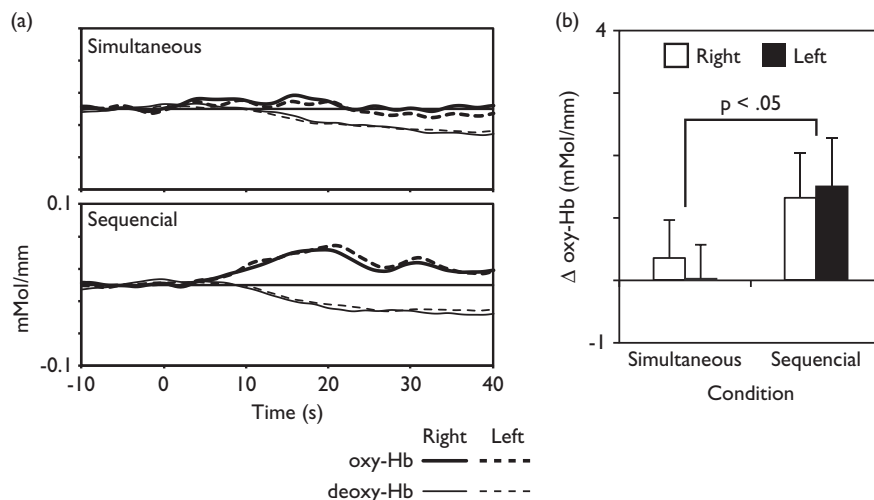 (a)
Simultaneous
0.1
Sequencial
mMol/mm
-0.1
-10 0 10 20 30 40
Time (s)
Right Left
oxy-Hb
deoxy-Hb
(b)
4
Right Left
p < .05
Δ oxy-Hb (mMol/mm)
-1
Simultaneous Sequencial
Condition